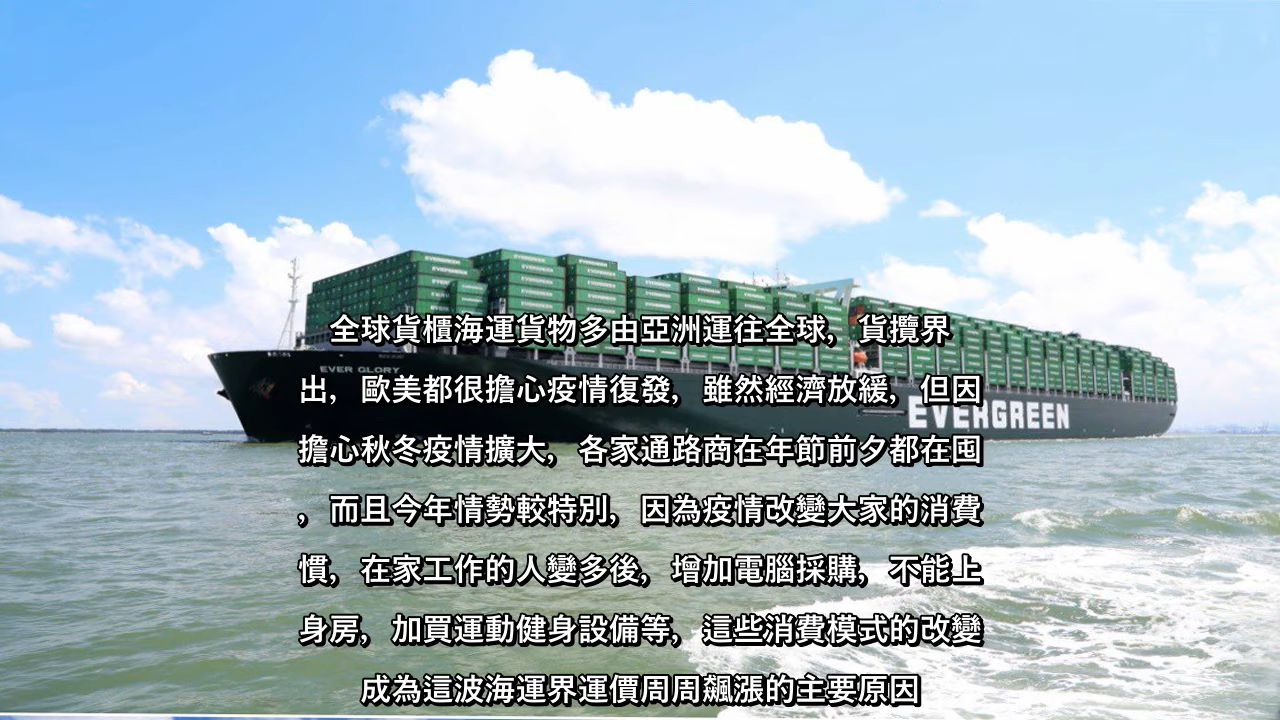 EVER GLORY
EVERGREEN
全球貨櫃海運貨物多由亞洲運往全球，貨攬界
出，歐美都很擔心疫情復發，雖然經濟放緩，但因
擔心秋冬疫情擴大，各家通路商在年節前夕都在囤
，而且今年情勢較特別，因為疫情改變大家的消費
慣，在家工作的人變多後，增加電腦採購，不能上
身房，加買運動健身設備等，這些消費模式的改變
成為這波海運界運價周周飆漲的主要原因